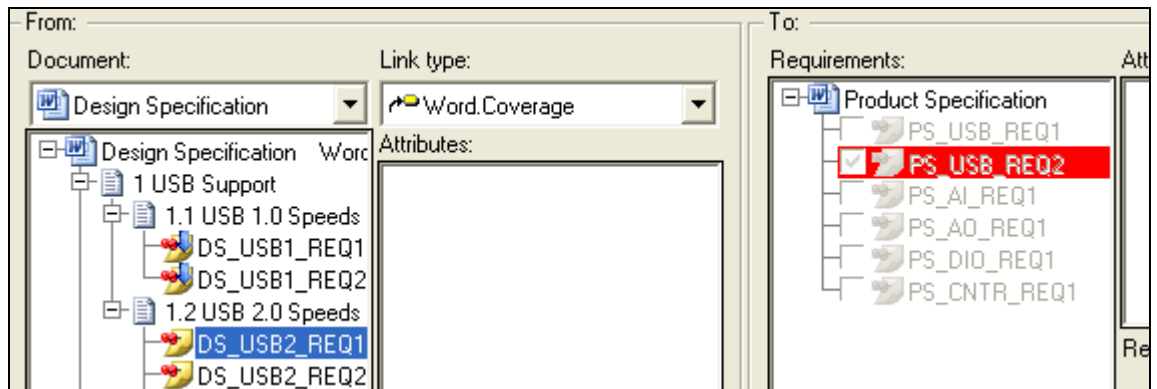 From:
Document:
Link type:
Design Specification
Word.Coverage
Design Specification Word
Attributes:
1 USB Support
1.1 USB 1.0 Speeds
DS_USB1_REQ1
DS_USB1_REQ2
1.2 USB 2.0 Speeds
DS_USB2_REQ1
DS_USB2_REQ2
To:
Requirements:
Att
Product Specification
PS_USB_REQ1
PS_USB_REQ2
PS_AI_REQ1
PS_AO_REQ1
PS_DIO_REQ1
PS_CNTR_REQ1
Re